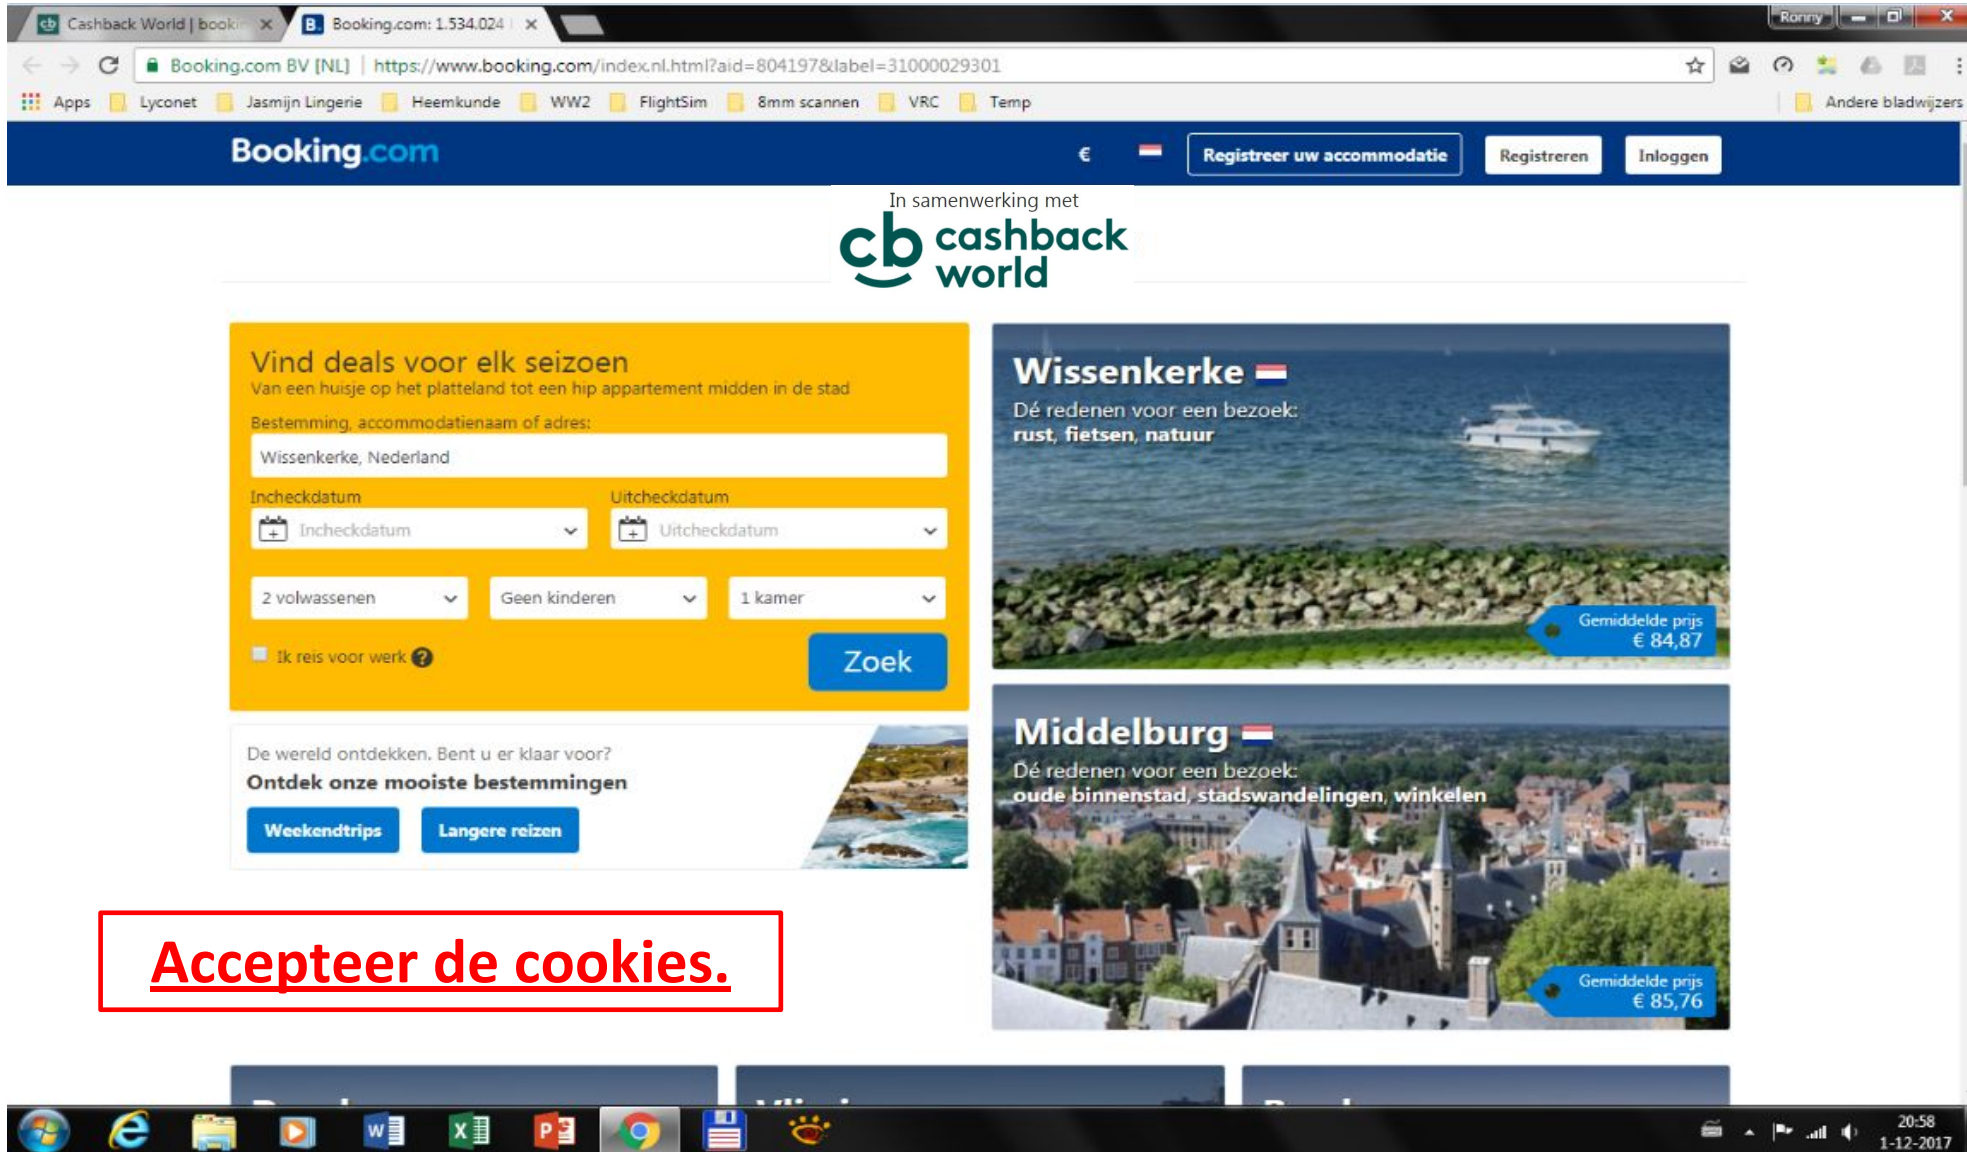 Cashback World | booki
Booking.com: 1.534.024
Ronny
Booking.com BV [NL] | https://www.booking.com/index.nl.html?aid=804197&label=31000029301
Apps Lyconet Jasmijn Lingerie Heemkunde WW2 FlightSim 8mm scannen VRC Temp Andere bladwijzers
Booking.com € Registreer uw accommodatie Registreren Inloggen
In samenwerking met
cb cashback
world
Vind deals voor elk seizoen
Van een huisje op het platteland tot een hip appartement midden in de stad
Bestemming, accommodatienaam of adres:
Wissenkerke, Nederland
Incheckdatum Uitcheckdatum
Incheckdatum Uitcheckdatum
2 volwassenen Geen kinderen 1 kamer
Ik reis voor werk ?
Zoek
Wissenkerke
Dé redenen voor een bezoek:
rust, fietsen, natuur
Gemiddelde prijs
€ 84,87
De wereld ontdekken. Bent u er klaar voor?
Ontdek onze mooiste bestemmingen
Weekendtrips Langere reizen
Middelburg
Dé redenen voor een bezoek:
oude binnenstad, stadswandelingen, winkelen
Gemiddelde prijs
€ 85,76
Accepteer de cookies.
20:58
1-12-2017